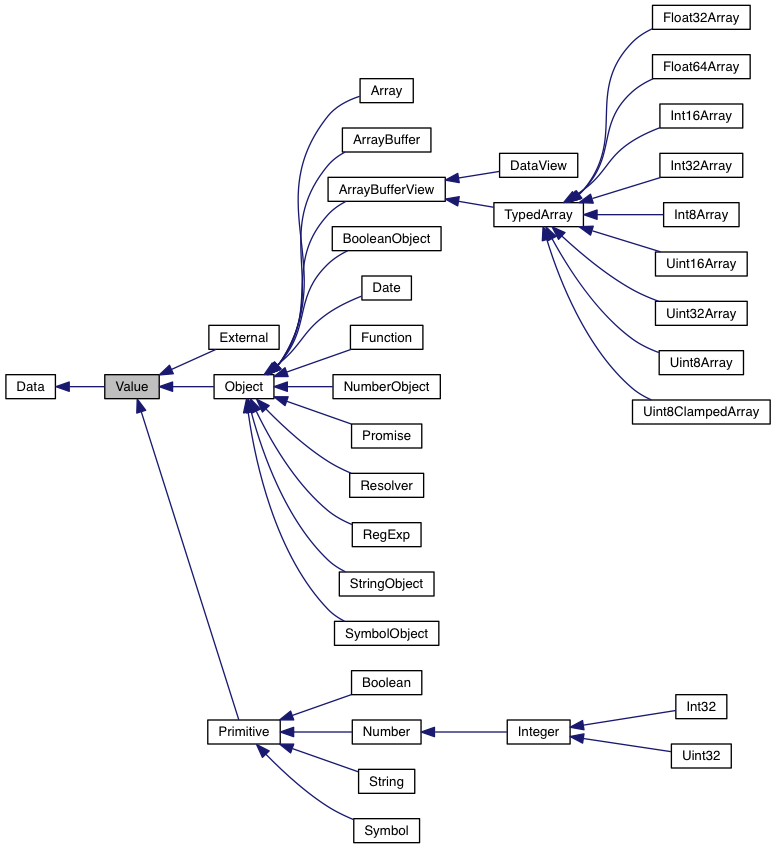 Float32Array
Float64Array
Array
Int16Array
ArrayBuffer
DataView
Int32Array
ArrayBufferView
TypedArray
Int8Array
BooleanObject
Uint16Array
Date
Uint32Array
External
Function
Uint8Array
Data
Value
Object
NumberObject
Uint8ClampedArray
Promise
Resolver
RegExp
StringObject
SymbolObject
Boolean
Int32
Primitive
Number
Integer
Uint32
String
Symbol